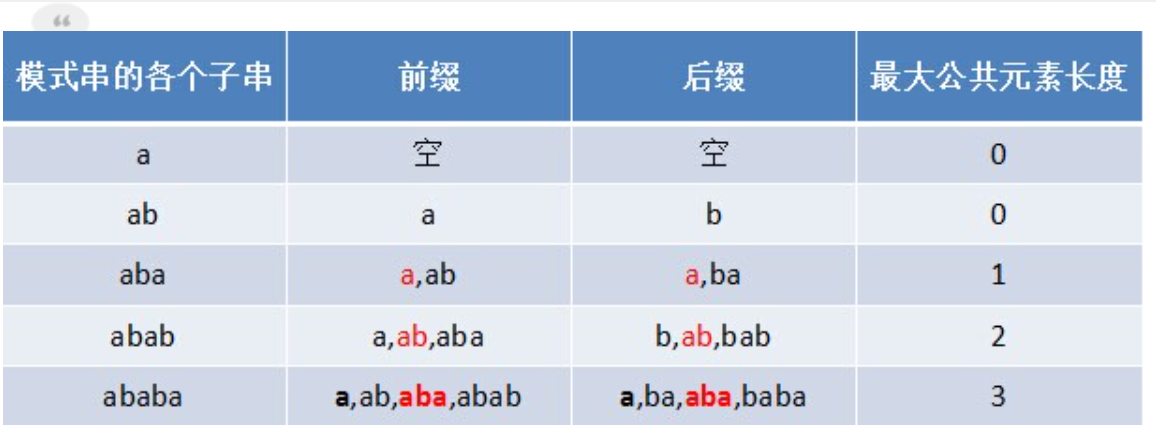 “
模式串的各个子串 前缀 后缀 最大公共元素长度
a 空 空 0
ab a b 0
aba a,ab a,ba 1
abab a,ab,aba b,ab,bab 2
ababa a,ab,aba,abab a,ba,aba,baba 3